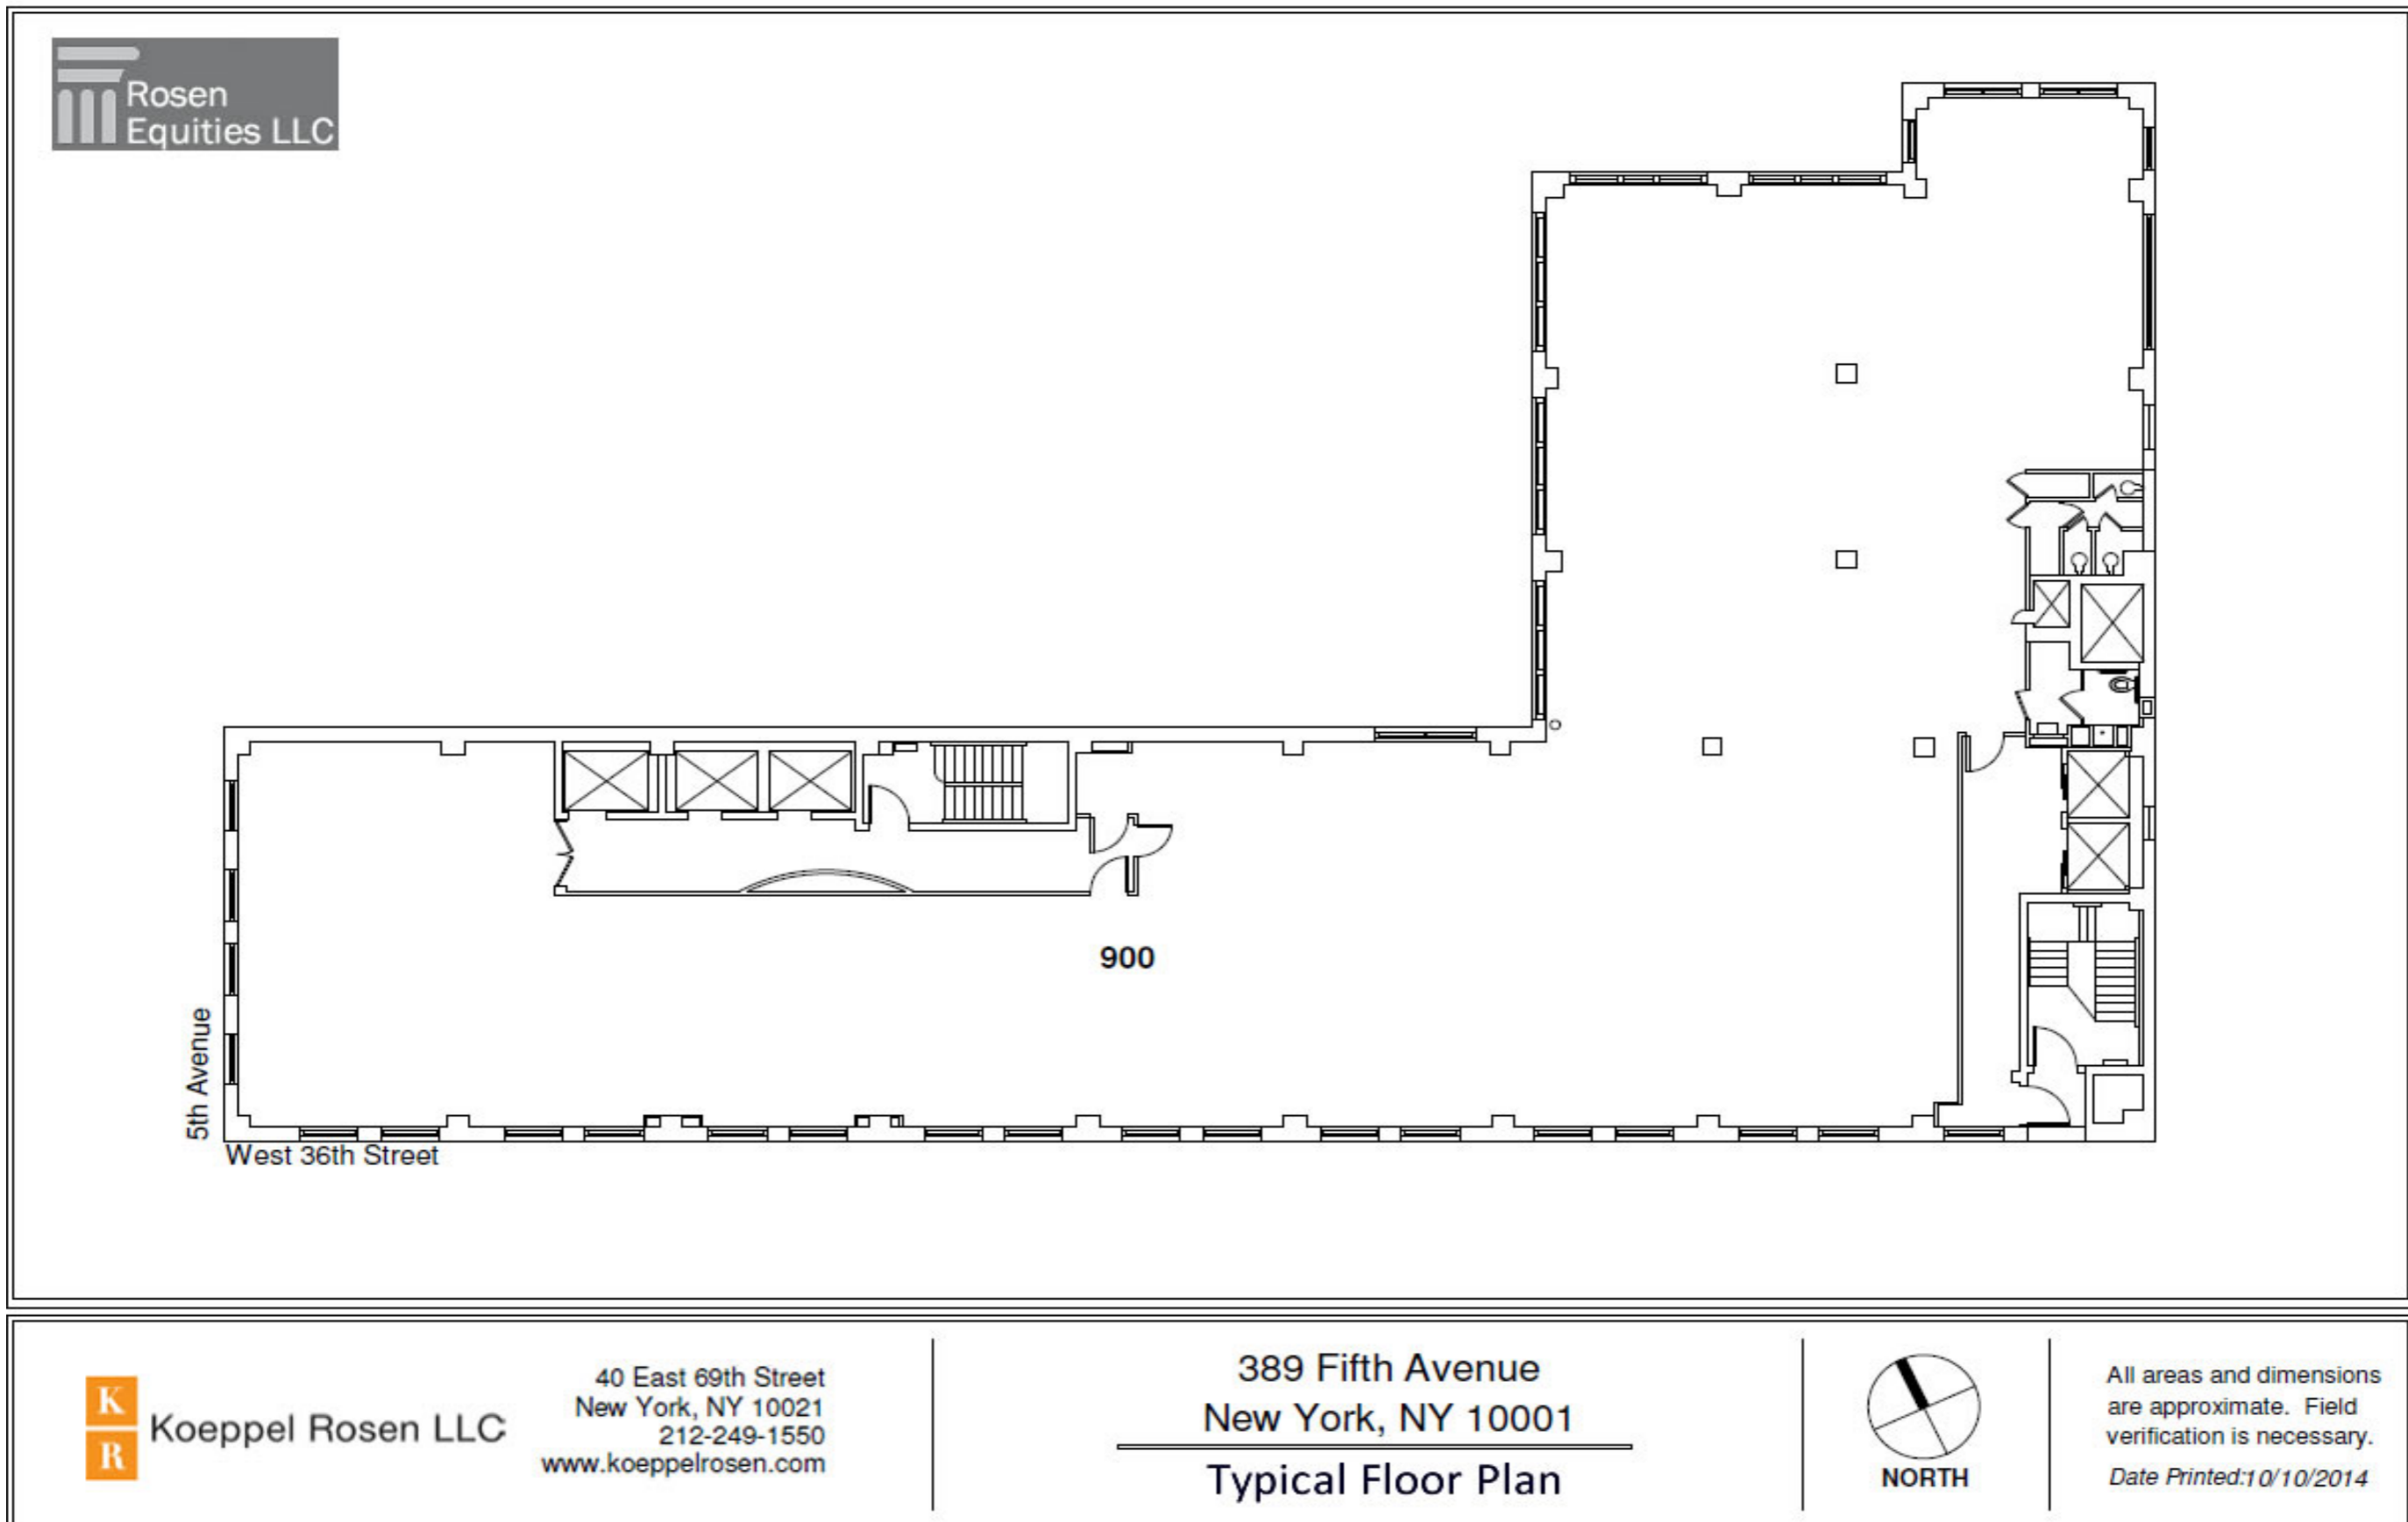 Rosen
Equities LLC
900
5th Avenue
West 36th Street
K
R
Koeppel Rosen LLC
40 East 69th Street
New York, NY 10021
212-249-1550
www.koeppelrosen.com
389 Fifth Avenue
New York, NY 10001
Typical Floor Plan
NORTH
All areas and dimensions
are approximate. Field
verification is necessary.
Date Printed:10/10/2014